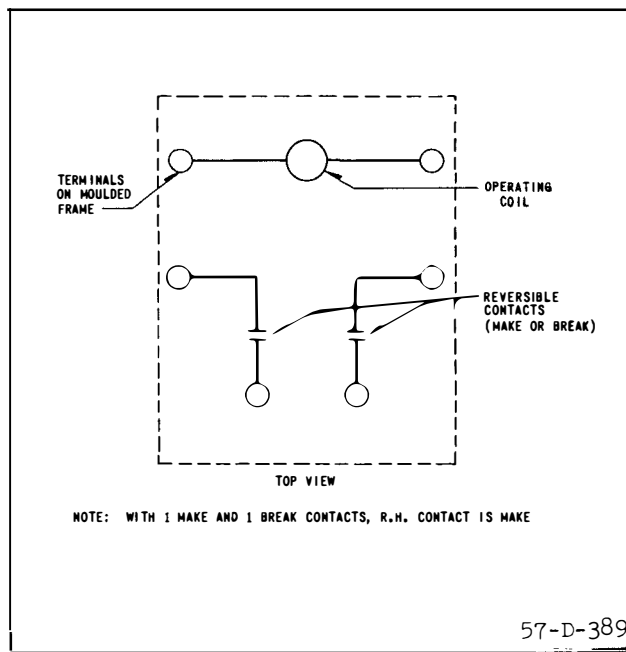 TERMINALS
ON MOULDED
FRAME
OPERATING
COIL
REVERSIBLE
CONTACTS
(MAKE OR BREAK)
TOP VIEW
NOTE: WITH 1 MAKE AND 1 BREAK CONTACTS, R.H. CONTACT IS MAKE
57-D-389